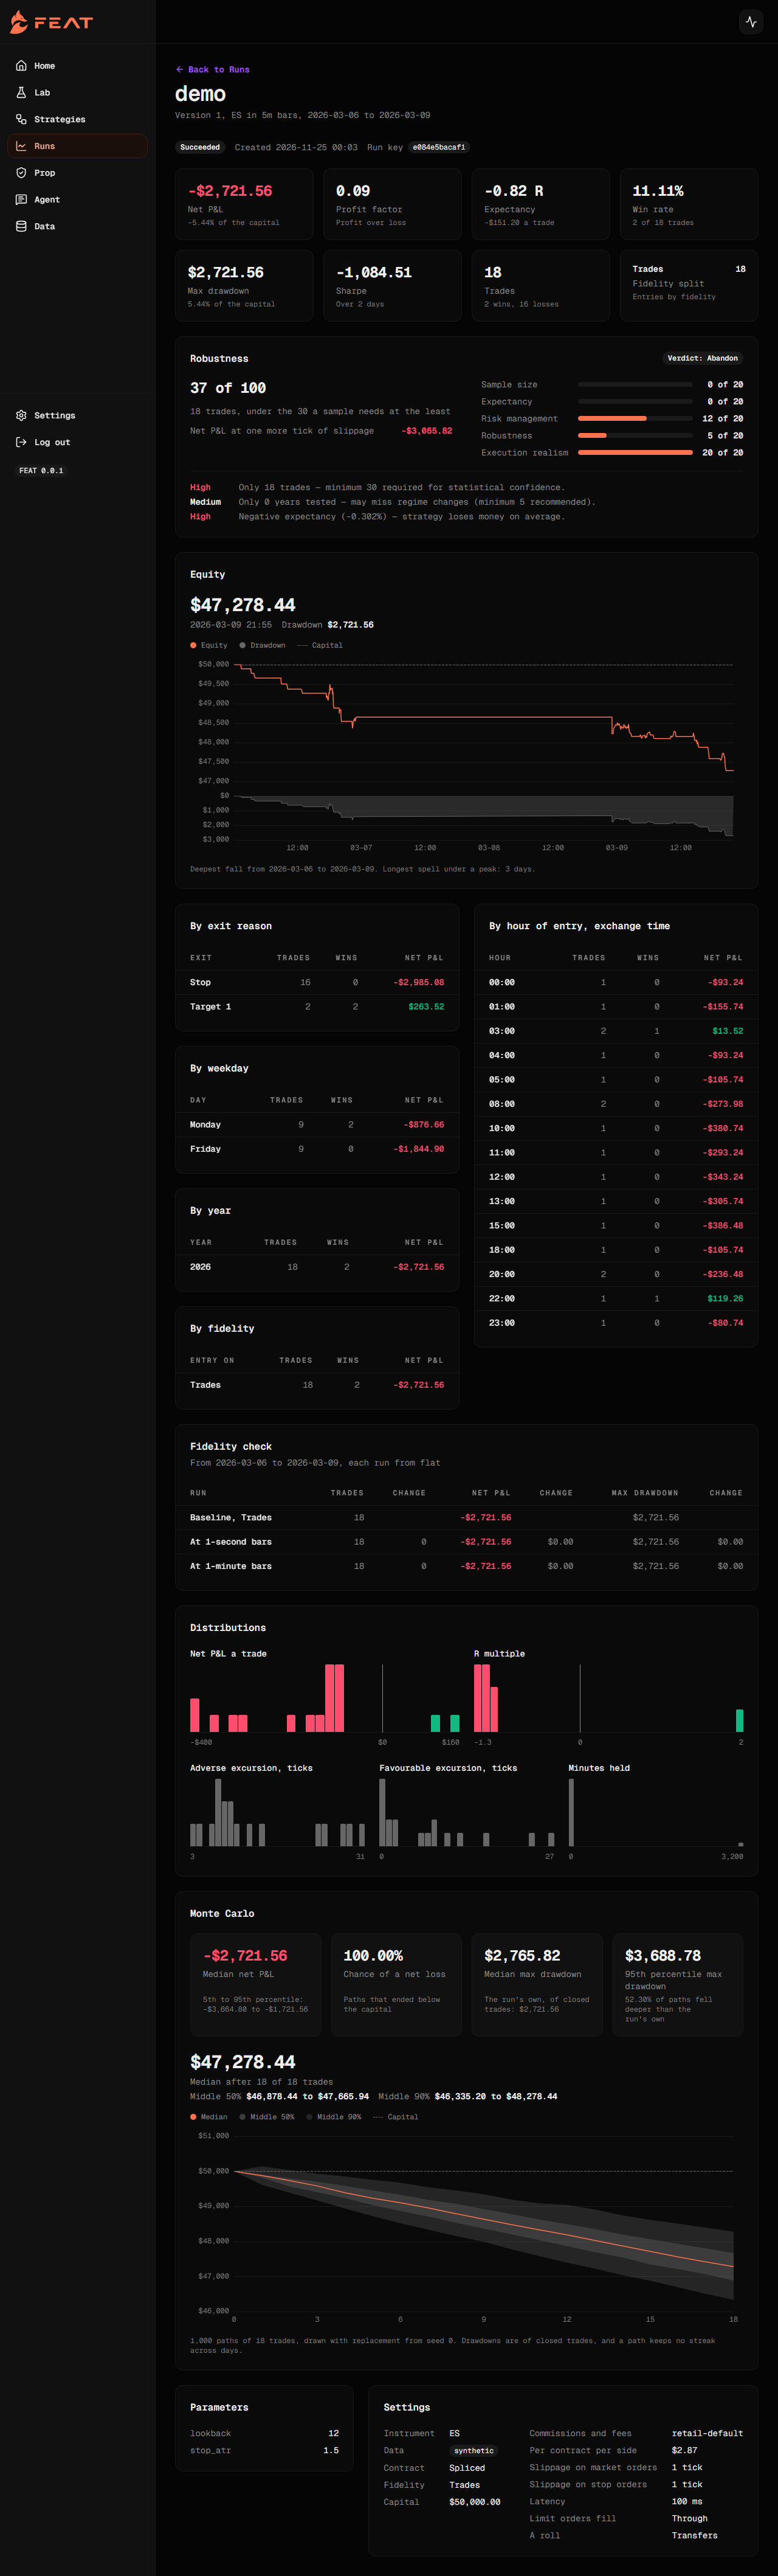 FEAT
Home
Lab
Strategies
Runs
Prop
Agent
Data
Settings
Log out
FEAT 0.0.1
← Back to Runs
demo
Version 1, ES in 5m bars, 2026-03-06 to 2026-03-09
Succeeded Created 2026-11-25 00:03 Run key e084e5bacaf1
-$2,721.56
Net P&L
-5.44% of the capital
0.09
Profit factor
Profit over loss
-0.82 R
Expectancy
-$151.20 a trade
11.11%
Win rate
2 of 18 trades
$2,721.56
Max drawdown
5.44% of the capital
-1,084.51
Sharpe
Over 2 days
18
Trades
2 wins, 16 losses
Trades 18
Fidelity split
Entries by fidelity
Robustness
Verdict: Abandon
37 of 100
18 trades, under the 30 a sample needs at the least
Net P&L at one more tick of slippage -$3,065.82
Sample size 0 of 20
Expectancy 0 of 20
Risk management 12 of 20
Robustness 5 of 20
Execution realism 20 of 20
High Only 18 trades — minimum 30 required for statistical confidence.
Medium Only 0 years tested — may miss regime changes (minimum 5 recommended).
High Negative expectancy (-0.302%) — strategy loses money on average.
Equity
$47,278.44
2026-03-09 21:55 Drawdown $2,721.56
Equity Drawdown Capital
$50,000
$49,500
$49,000
$48,500
$48,000
$47,500
$47,000
$0
$1,000
$2,000
$3,000
12:00 03-07 12:00 03-08 12:00 03-09 12:00
Deepest fall from 2026-03-06 to 2026-03-09. Longest spell under a peak: 3 days.
By exit reason
EXIT TRADES WINS NET P&L
Stop 16 0 -$2,985.08
Target 1 2 2 $263.52
By weekday
DAY TRADES WINS NET P&L
Monday 9 2 -$876.66
Friday 9 0 -$1,844.90
By year
YEAR TRADES WINS NET P&L
2026 18 2 -$2,721.56
By fidelity
ENTRY ON TRADES WINS NET P&L
Trades 18 2 -$2,721.56
By hour of entry, exchange time
HOUR TRADES WINS NET P&L
00:00 1 0 -$93.24
01:00 1 0 -$155.74
03:00 2 1 $13.52
04:00 1 0 -$93.24
05:00 1 0 -$105.74
08:00 2 0 -$273.98
10:00 1 0 -$380.74
11:00 1 0 -$293.24
12:00 1 0 -$343.24
13:00 1 0 -$305.74
15:00 1 0 -$386.48
18:00 1 0 -$105.74
20:00 2 0 -$236.48
22:00 1 1 $119.26
23:00 1 0 -$80.74
Fidelity check
From 2026-03-06 to 2026-03-09, each run from flat
RUN TRADES CHANGE NET P&L CHANGE MAX DRAWDOWN CHANGE
Baseline, Trades 18 -$2,721.56 $2,721.56
At 1-second bars 18 0 -$2,721.56 $0.00 $2,721.56 $0.00
At 1-minute bars 18 0 -$2,721.56 $0.00 $2,721.56 $0.00
Distributions
Net P&L a trade
-$400 $0 $160
R multiple
-1.3 0 2
Adverse excursion, ticks
3 31
Favourable excursion, ticks
0 27
Minutes held
0 3,200
Monte Carlo
-$2,721.56
Median net P&L
5th to 95th percentile:
-$3,664.80 to -$1,721.56
100.00%
Chance of a net loss
Paths that ended below
the capital
$2,765.82
Median max drawdown
The run's own, of closed
trades: $2,721.56
$3,688.78
95th percentile max
drawdown
52.30% of paths fell
deeper than the
run's own
$47,278.44
Median after 18 of 18 trades
Middle 50% $46,878.44 to $47,665.94 Middle 90% $46,335.20 to $48,278.44
Median Middle 50% Middle 90% Capital
$51,000
$50,000
$49,000
$48,000
$47,000
$46,000
0 3 6 9 12 15 18
1,000 paths of 18 trades, drawn with replacement from seed 0. Drawdowns are of closed trades, and a path keeps no streak
across days.
Parameters
lookback 12
stop_atr 1.5
Settings
Instrument ES
Data synthetic
Contract Spliced
Fidelity Trades
Capital $50,000.00
Commissions and fees retail-default
Per contract per side $2.87
Slippage on market orders 1 tick
Slippage on stop orders 1 tick
Latency 100 ms
Limit orders fill Through
A roll Transfers